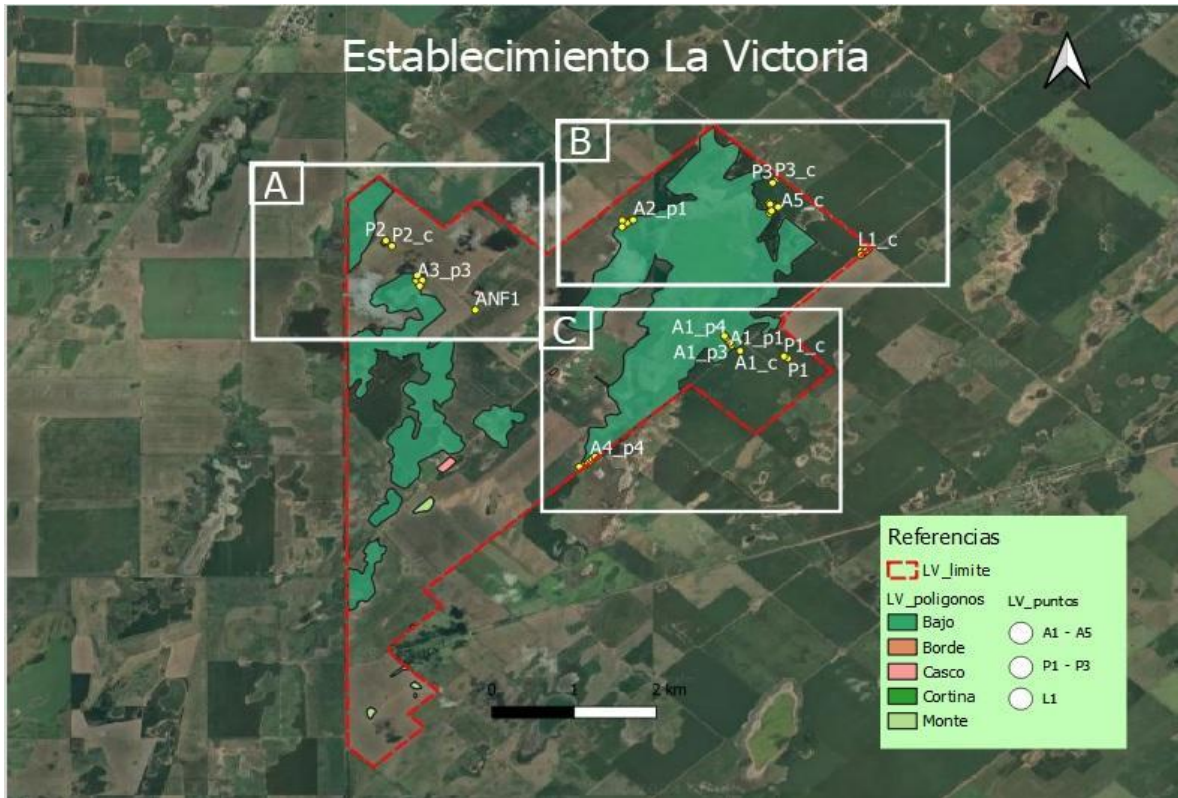 Establecimiento La Victoria
A
P2
P2_c
A3_p3
ANF1
B
P3
P3_c
A2_p1
A5_c
L1_c
C
A1_p4
A1_p1
A1_p3
A1_c
P1_c
P1
A4_p4
0 1 2 km
Referencias
LV_limite
LV_poligonos
Bajo
Borde
Casco
Cortina
Monte
LV_puntos
A1 - A5
P1 - P3
L1